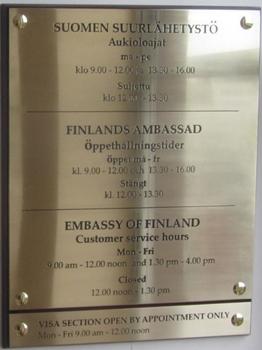 SUOMEN SUURLÄHETYSTÖ
Aukioloajat
ma - pe
klo 9.00 - 12.00 ja 13.30 - 16.00
Suljettu
klo 12.00 - 13.30
FINLANDS AMBASSAD
Öppethållningstider
öppet må - fr
kl. 9.00 - 12.00 och 13.30 - 16.00
Stängt
kl. 12.00 - 13.30
EMBASSY OF FINLAND
Customer service hours
Mon - Fri
9.00 am - 12.00 noon and 1.30 pm - 4.00 pm
Closed
12.00 noon - 1.30 pm
VISA SECTION OPEN BY APPOINTMENT ONLY
Mon - Fri 9.00 am - 12.00 noon